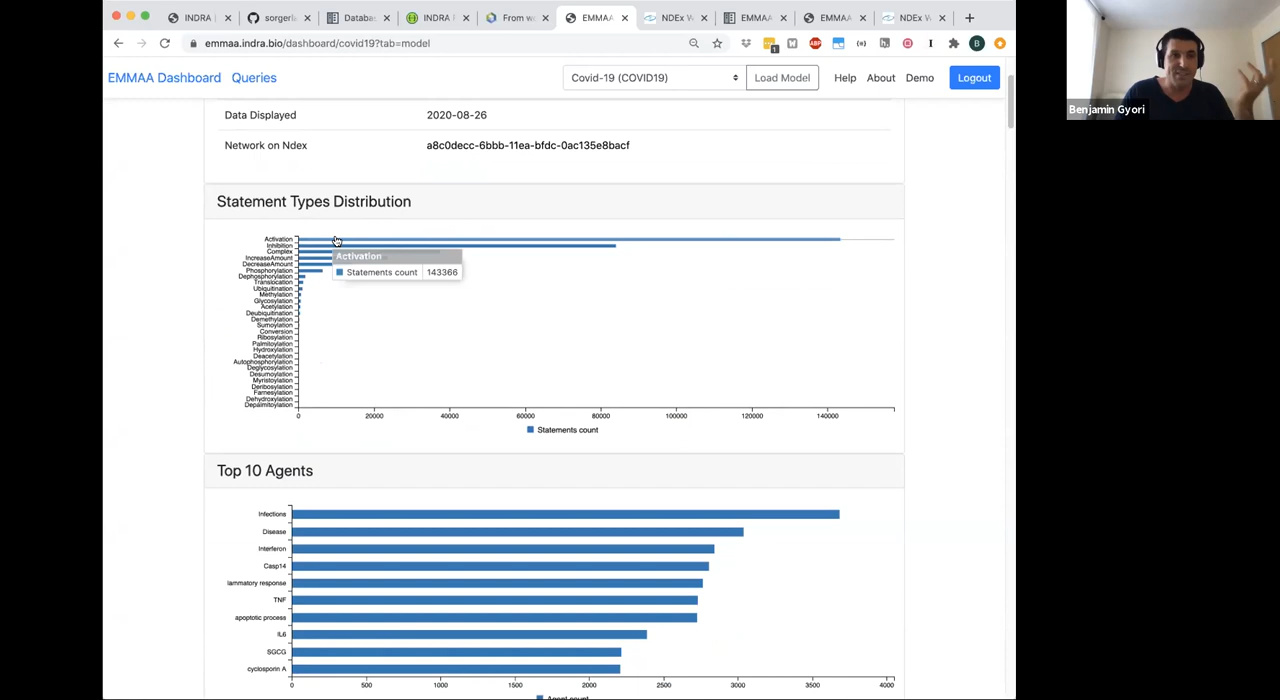 INDRA |
sorgerl
Databas
INDRA F
From w
EMMAA
NDEx W
EMMAA
EMMAA
NDEx W
emmaa.indra.bio/dashboard/covid19?tab=model
EMMAA Dashboard Queries
Covid-19 (COVID19)
Load Model
Help About Demo
Logout
Data Displayed 2020-08-26
Network on Ndex a8c0decc-6bbb-11ea-bfdc-0ac135e8bacf
Statement Types Distribution
Activation
Inhibition
Complex
IncreaseAmount
DecreaseAmount
Phosphorylation
Dephosphorylation
Translocation
Ubiquitination
Methylation
Glycosylation
Acetylation
Deubiquitination
Demethylation
Sumoylation
Conversion
Ribosylation
Palmitoylation
Hydroxylation
Deacetylation
Autophosphorylation
Deglycosylation
Desumoylation
Myristoylation
Deribosylation
Farnesylation
Dehydroxylation
Depalmitoylation
Activation
Statements count 143366
0 20000 40000 60000 80000 100000 120000 140000
Statements count
Top 10 Agents
Infections
Disease
Interferon
Casp14
iammatory response
TNF
apoptotic process
IL6
SGCG
cyclosporin A
0 500 1000 1500 2000 2500 3000 3500 4000
Agent count
Benjamin Gyori